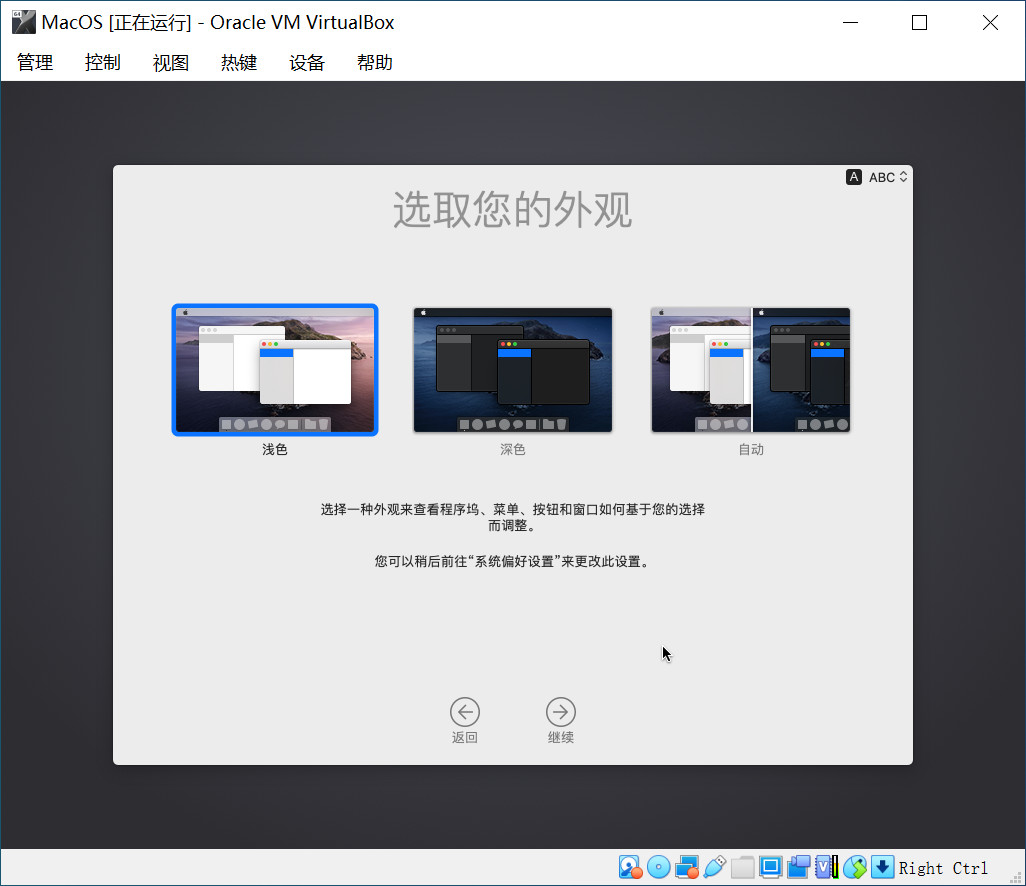 MacOS [正在运行] - Oracle VM VirtualBox
管理 控制 视图 热键 设备 帮助
A ABC
选取您的外观
浅色 深色 自动
选择一种外观来查看程序坞、菜单、按钮和窗口如何基于您的选择
而调整。
您可以稍后前往“系统偏好设置”来更改此设置。
返回 继续
Right Ctrl